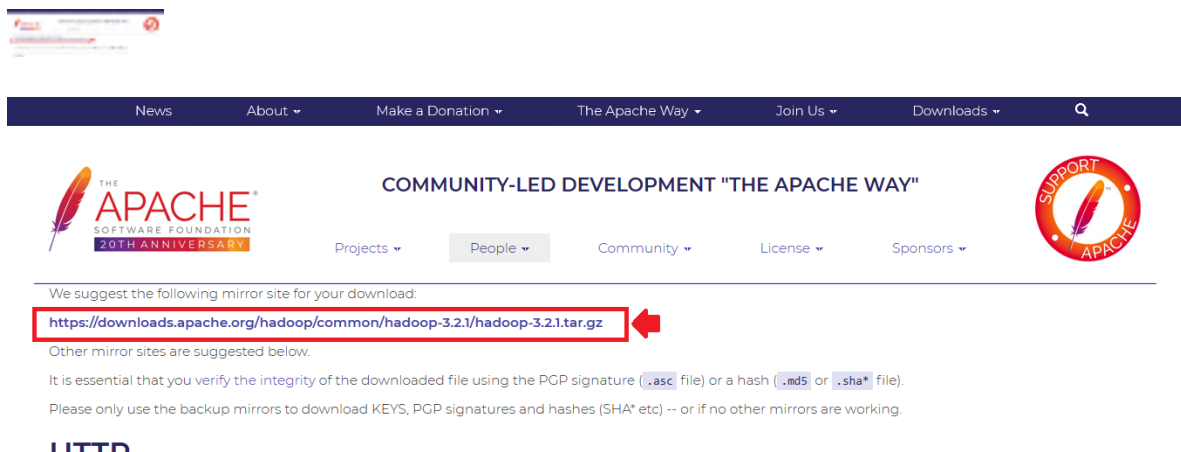 News About Make a Donation The Apache Way Join Us Downloads
THE
APACHE®
SOFTWARE FOUNDATION
20TH ANNIVERSARY
COMMUNITY-LED DEVELOPMENT "THE APACHE WAY"
SUPPORT
APACHE
Projects People Community License Sponsors
We suggest the following mirror site for your download:
https://downloads.apache.org/hadoop/common/hadoop-3.2.1/hadoop-3.2.1.tar.gz
Other mirror sites are suggested below.
It is essential that you verify the integrity of the downloaded file using the PGP signature ( .asc file) or a hash ( .md5 or .sha* file).
Please only use the backup mirrors to download KEYS, PGP signatures and hashes (SHA* etc) -- or if no other mirrors are working.
HTTP